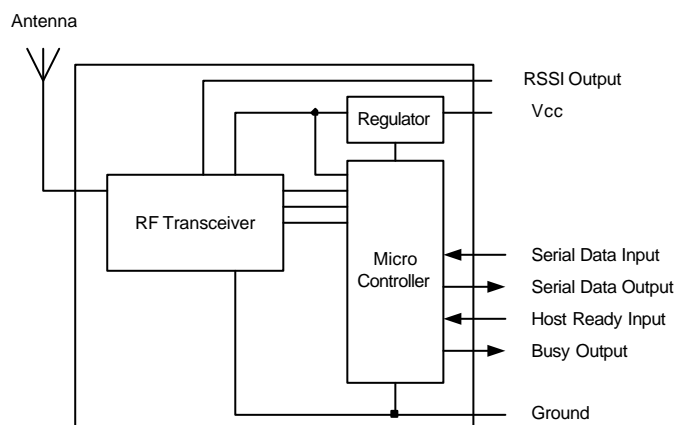 Antenna
RSSI Output
Vcc
Regulator
RF Transceiver
Micro
Controller
Serial Data Input
Serial Data Output
Host Ready Input
Busy Output
Ground